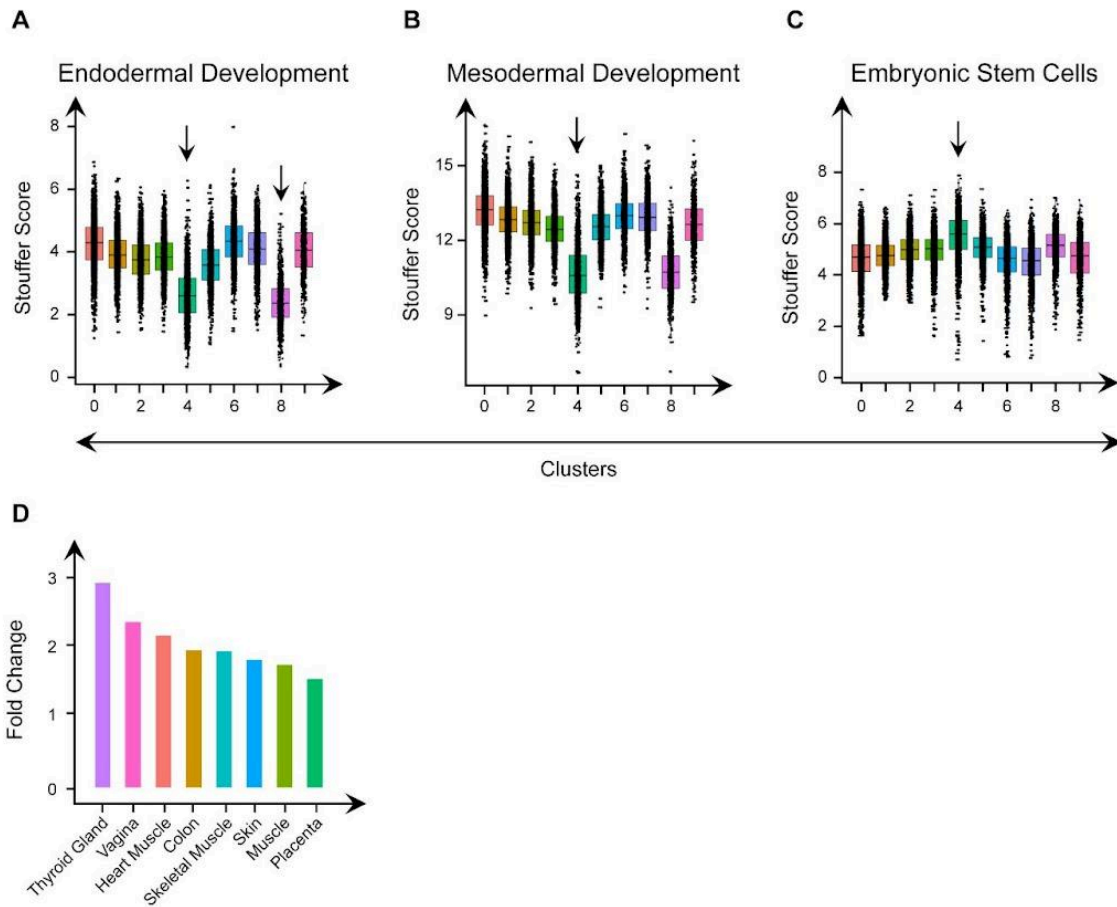 A
B
C
Endodermal Development
Mesodermal Development
Embryonic Stem Cells
Stouffer Score
8
6
4
2
0
0 2 4 6 8
Stouffer Score
15
12
9
0 2 4 6 8
Stouffer Score
8
6
4
2
0
0 2 4 6 8
Clusters
D
Fold Change
3
2
1
0
Thyroid Gland
Vagina
Heart Muscle
Colon
Skeletal Muscle
Skin
Muscle
Placenta